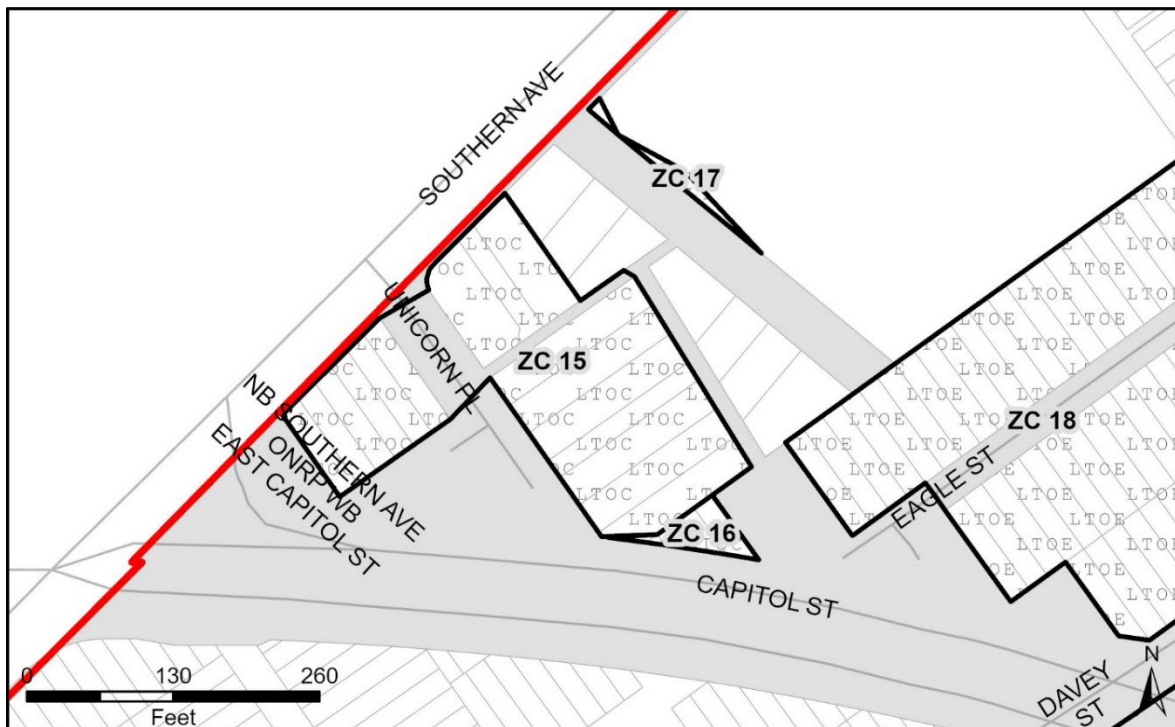 SOUTHERN AVE
ZC 17
LTOC
LTOE
UNICORN PL
ZC 15
ZC 18
NB SOUTHERN AVE
ONRP WB
EAST CAPITOL ST
EAGLE ST
ZC 16
CAPITOL ST
DAVEY
ST
N
0 130 260
Feet